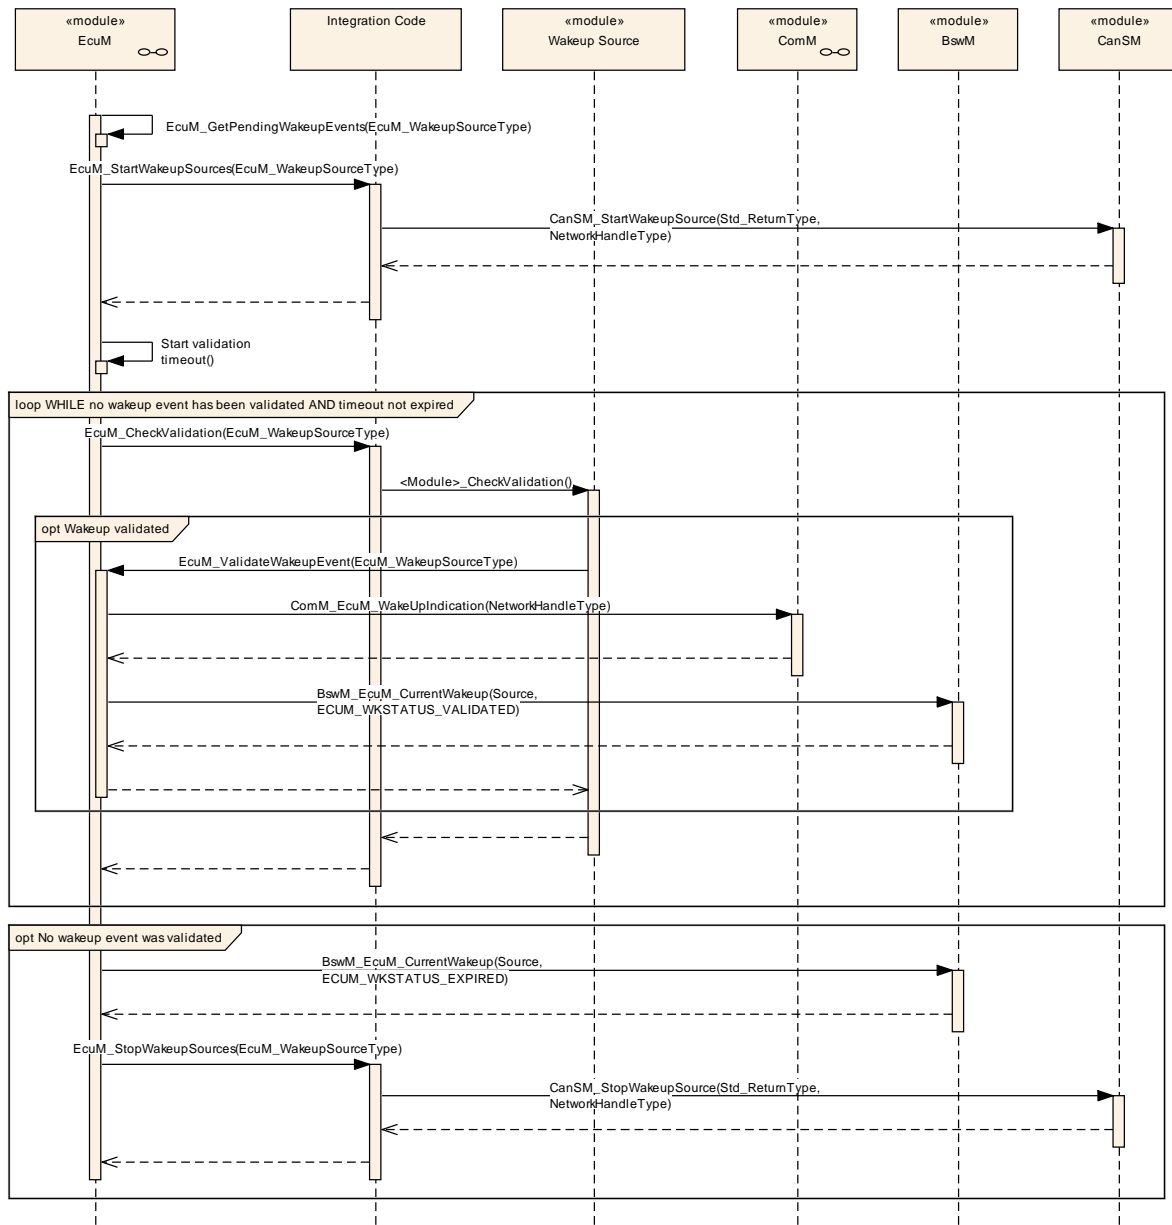 «module»
EcuM
Integration Code
«module»
Wakeup Source
«module»
ComM
«module»
BswM
«module»
CanSM
EcuM_GetPendingWakeupEvents(EcuM_WakeupSourceType)
EcuM_StartWakeupSources(EcuM_WakeupSourceType)
CanSM_StartWakeupSource(Std_ReturnType,
NetworkHandleType)
Start validation
timeout()
loop WHILE no wakeup event has been validated AND timeout not expired
EcuM_CheckValidation(EcuM_WakeupSourceType)
<Module>_CheckValidation()
opt Wakeup validated
EcuM_ValidateWakeupEvent(EcuM_WakeupSourceType)
ComM_EcuM_WakeUpIndication(NetworkHandleType)
BswM_EcuM_CurrentWakeup(Source,
ECUM_WKSTATUS_VALIDATED)
opt No wakeup event was validated
BswM_EcuM_CurrentWakeup(Source,
ECUM_WKSTATUS_EXPIRED)
EcuM_StopWakeupSources(EcuM_WakeupSourceType)
CanSM_StopWakeupSource(Std_ReturnType,
NetworkHandleType)